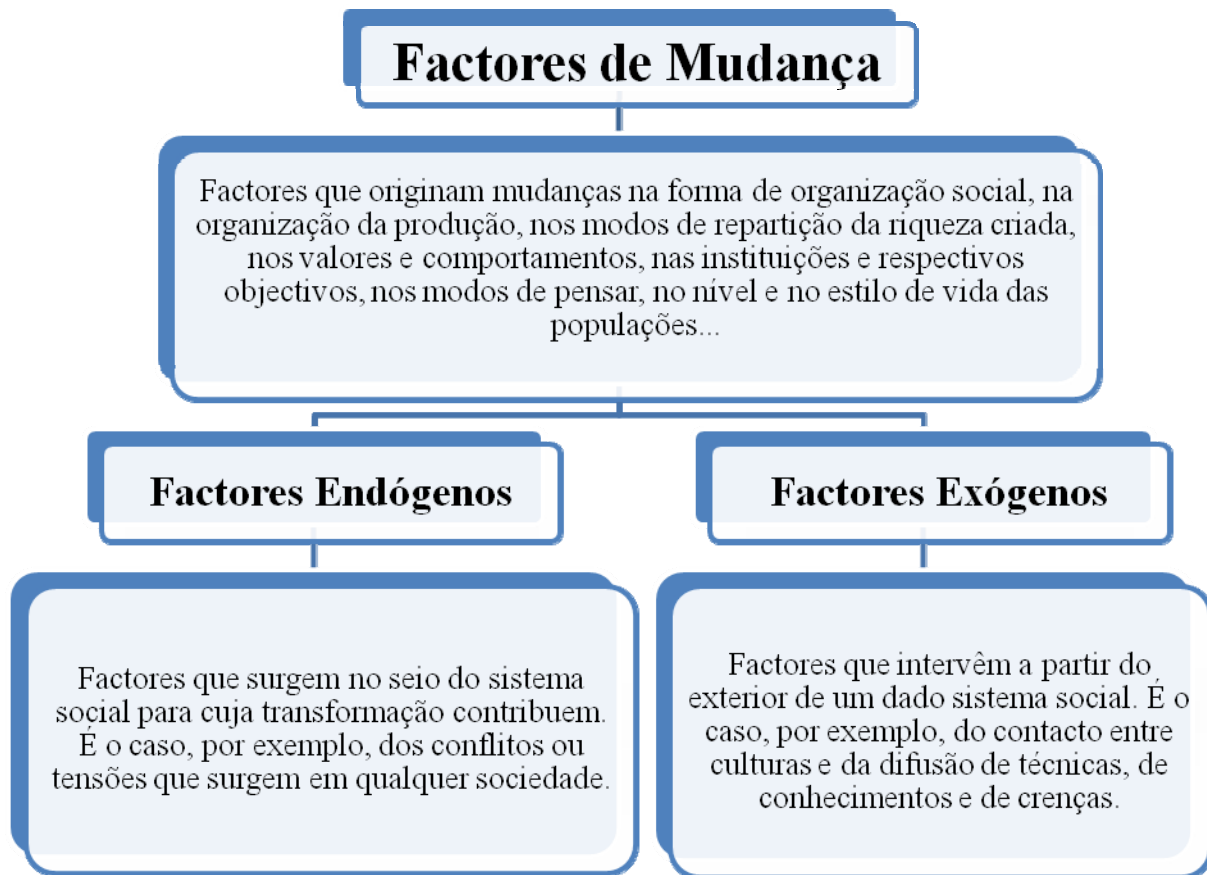 Factores de Mudança
Factores que originam mudanças na forma de organização social, na
organização da produção, nos modos de repartição da riqueza criada,
nos valores e comportamentos, nas instituições e respectivos
objectivos, nos modos de pensar, no nível e no estilo de vida das
populações...
Factores Endógenos
Factores que surgem no seio do sistema
social para cuja transformação contribuem.
É o caso, por exemplo, dos conflitos ou
tensões que surgem em qualquer sociedade.
Factores Exógenos
Factores que intervêm a partir do
exterior de um dado sistema social. É o
caso, por exemplo, do contacto entre
culturas e da difusão de técnicas, de
conhecimentos e de crenças.